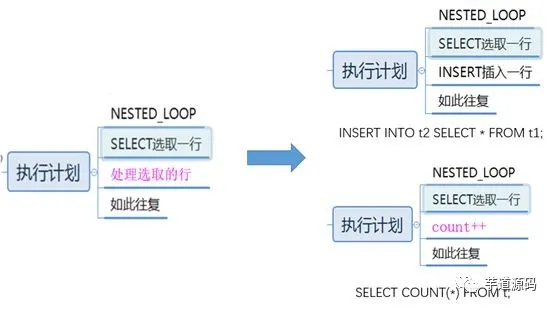 NESTED_LOOP
SELECT选取一行
执行计划
处理选取的行
如此往复
NESTED_LOOP
SELECT选取一行
执行计划
INSERT插入一行
如此往复
INSERT INTO t2 SELECT * FROM t1;
NESTED_LOOP
SELECT选取一行
执行计划
count++
如此往复
SELECT COUNT(*) FROM t;
芋道源码